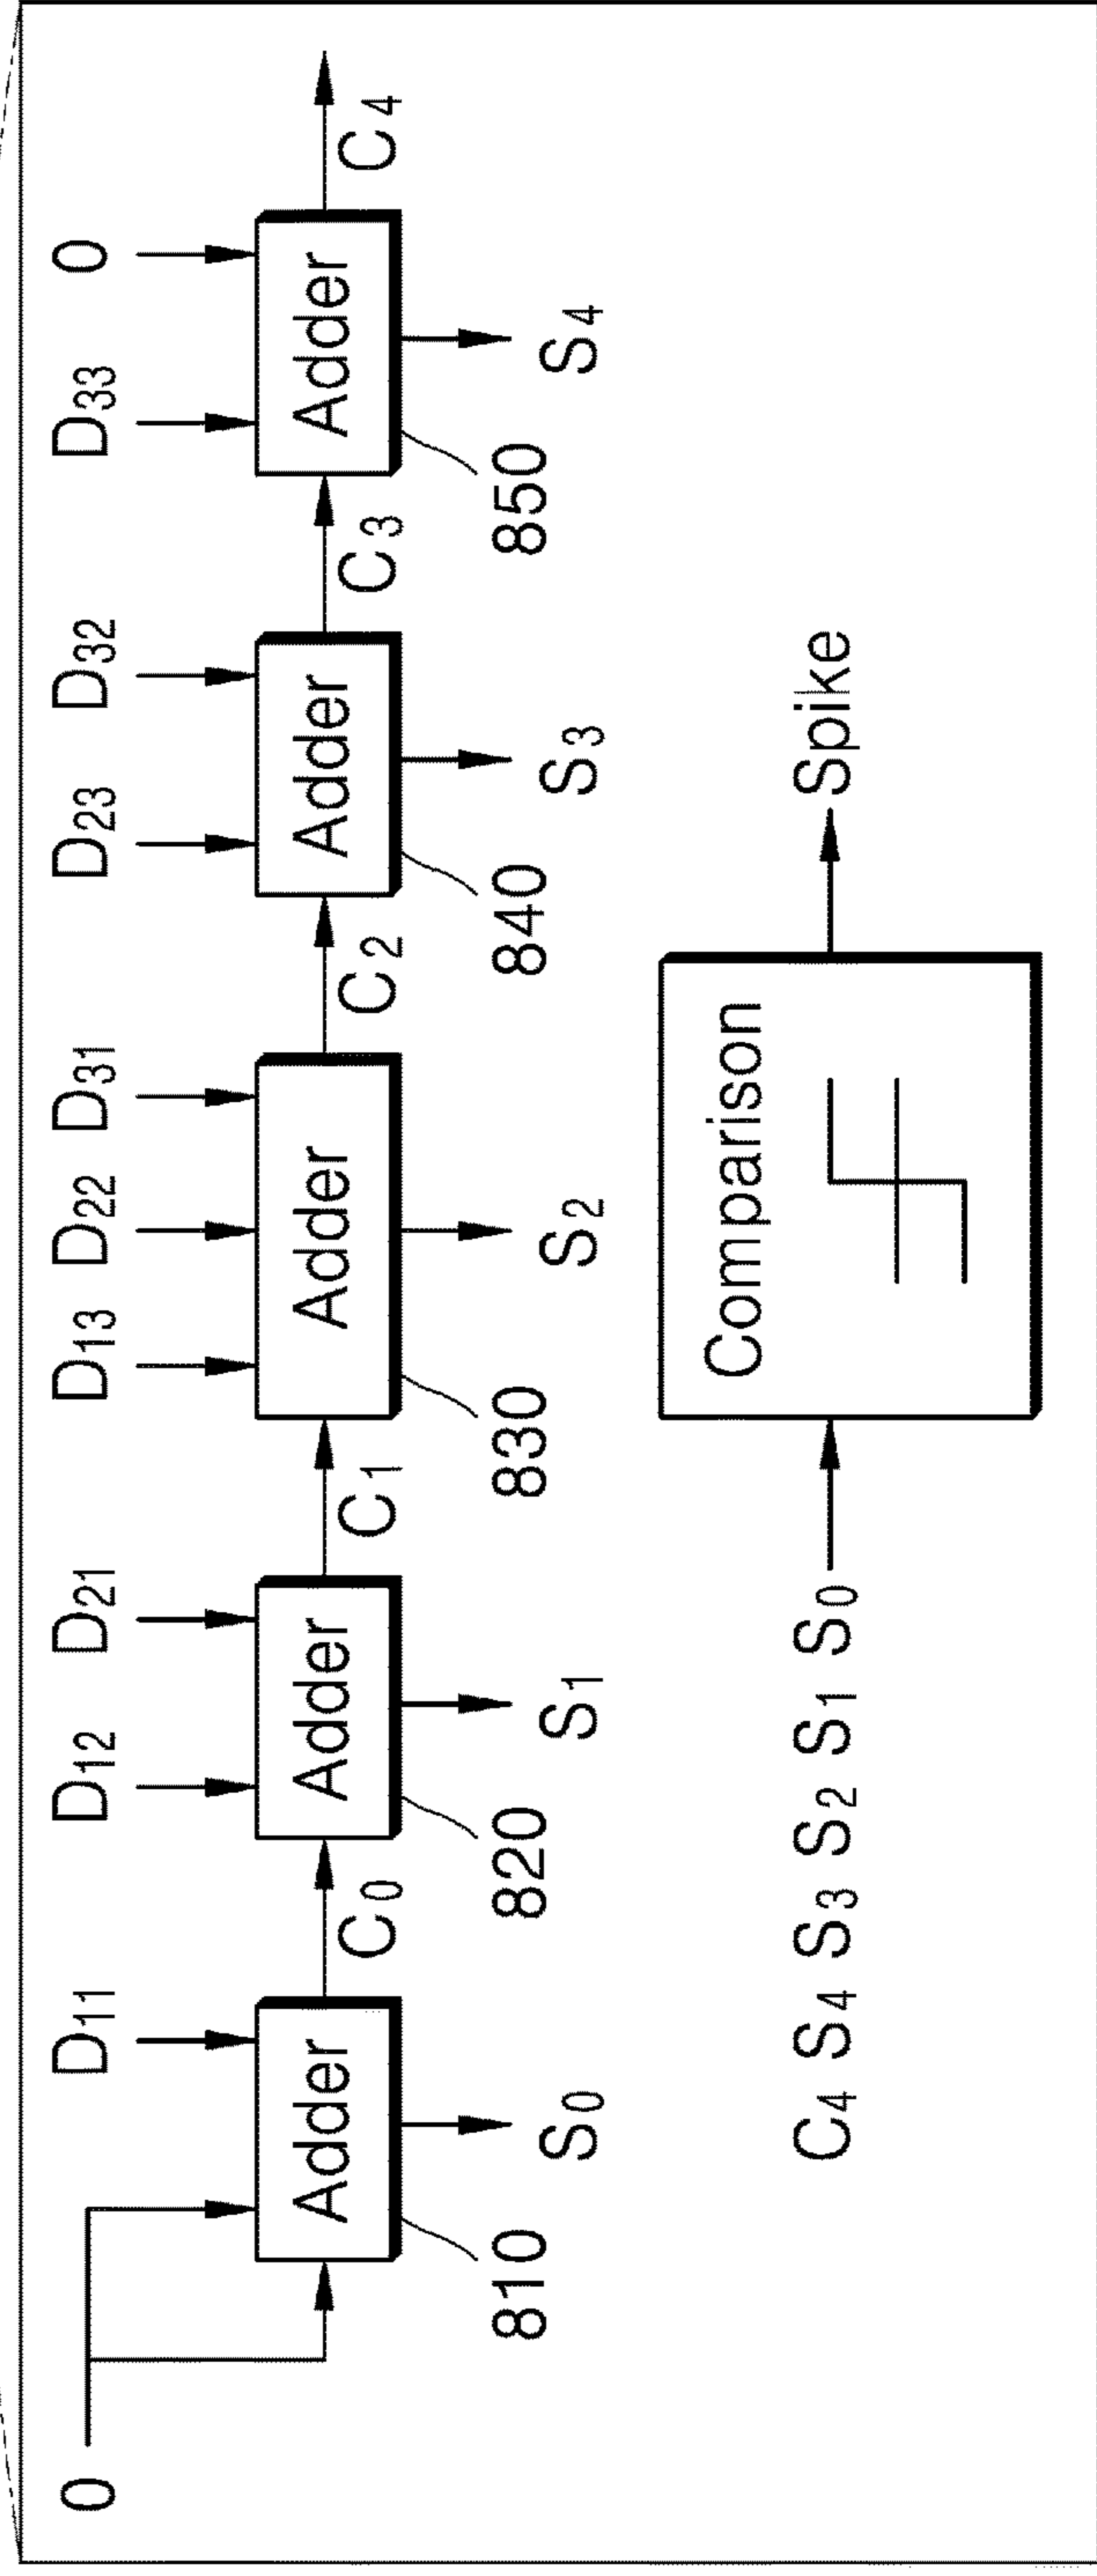 0 D11 D12 D21 D13 D22 D31 D23 D32 D33 0
Adder Adder Adder Adder Adder
C0 C1 C2 C3 C4
810 820 830 840 850
S0 S1 S2 S3 S4
Comparison
C4 S4 S3 S2 S1 S0 Spike